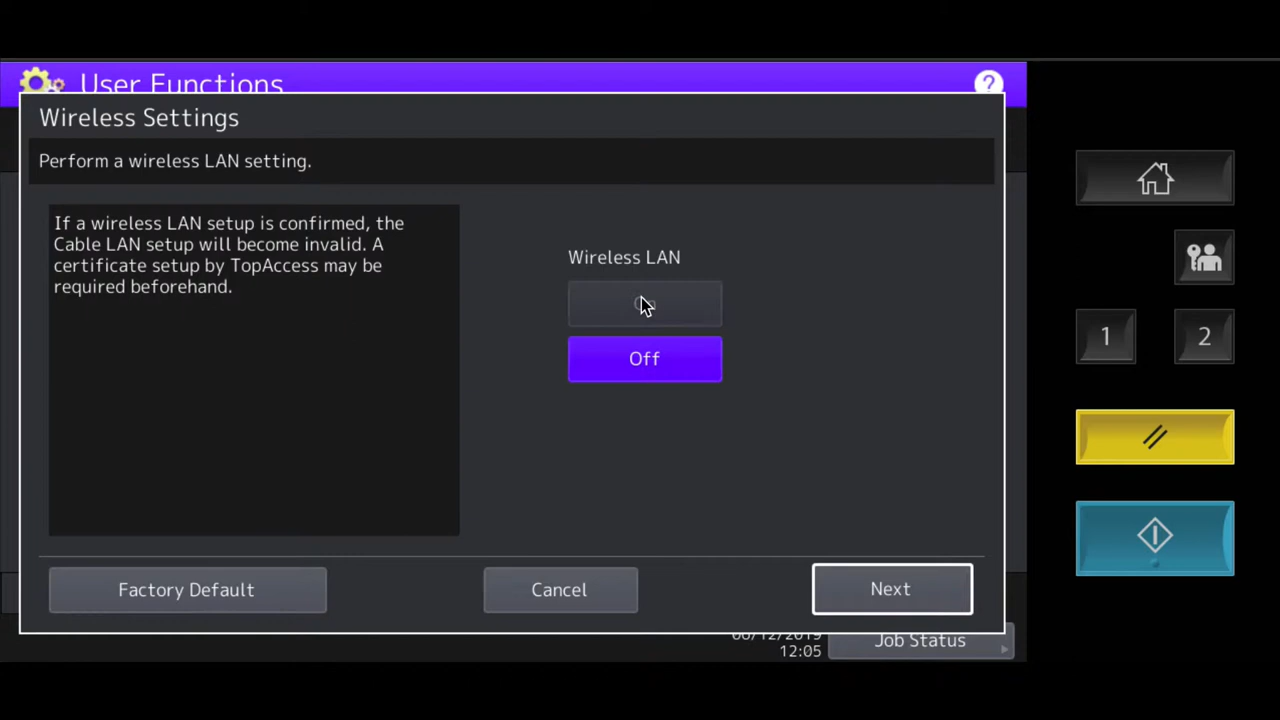 User Functions
?
Wireless Settings
Perform a wireless LAN setting.
If a wireless LAN setup is confirmed, the
Cable LAN setup will become invalid. A
certificate setup by TopAccess may be
required beforehand.
Wireless LAN
Off
1
2
Factory Default
Cancel
Next
12:05
Job Status